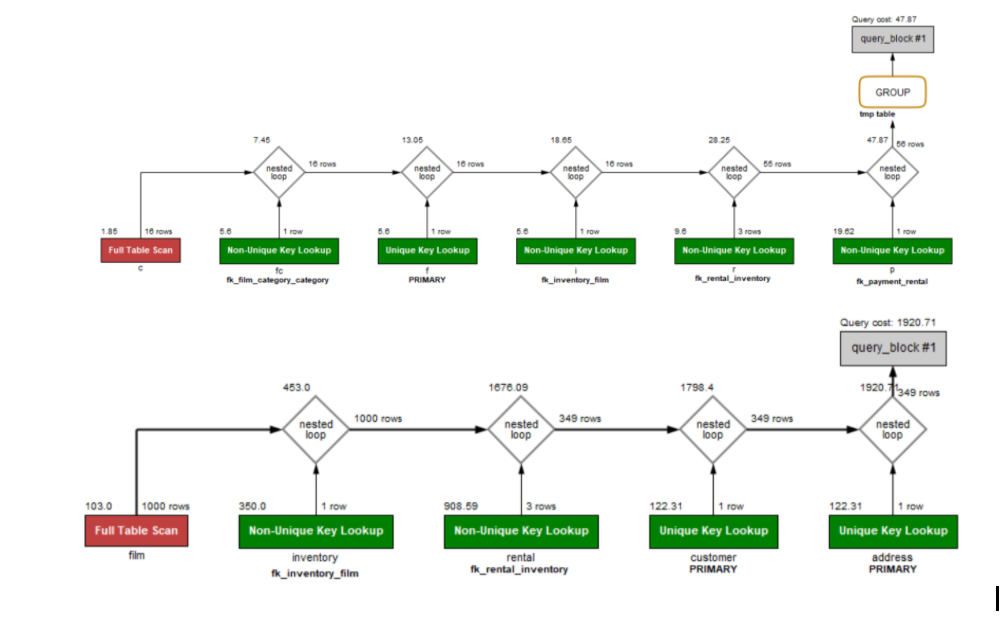 Query cost: 47.87
query_block #1
GROUP
tmp table
7.45
13.05
18.65
28.25
47.87
56 rows
nested
loop
16 rows
nested
loop
16 rows
nested
loop
16 rows
nested
loop
55 rows
nested
loop
1.85
16 rows
5.6
1 row
5.6
1 row
5.6
1 row
9.6
3 rows
19.62
1 row
Full Table Scan
Non-Unique Key Lookup
Unique Key Lookup
Non-Unique Key Lookup
Non-Unique Key Lookup
Non-Unique Key Lookup
c
fc
f
i
r
p
fk_film_category_category
PRIMARY
fk_inventory_film
fk_rental_inventory
fk_payment_rental
Query cost: 1920.71
query_block #1
453.0
1676.09
1798.4
1920.71
349 rows
nested
loop
1000 rows
nested
loop
349 rows
nested
loop
349 rows
nested
loop
103.0
1000 rows
350.0
1 row
908.59
3 rows
122.31
1 row
122.31
1 row
Full Table Scan
Non-Unique Key Lookup
Non-Unique Key Lookup
Unique Key Lookup
Unique Key Lookup
film
inventory
rental
customer
address
fk_inventory_film
fk_rental_inventory
PRIMARY
PRIMARY